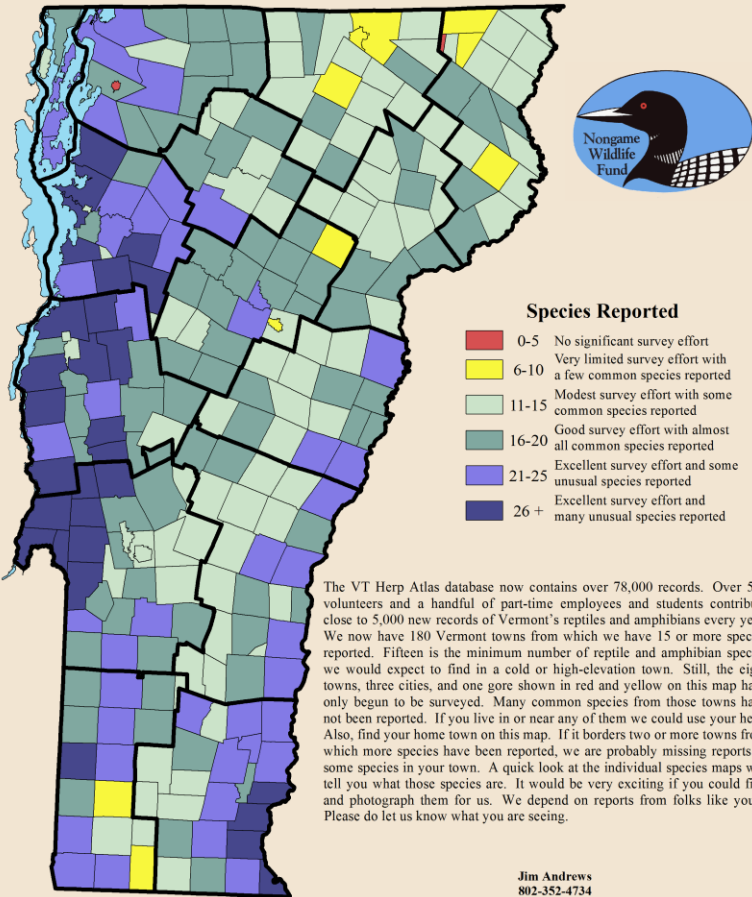 Nongame
Wildlife
Fund
Species Reported
0-5 No significant survey effort
6-10 Very limited survey effort with
a few common species reported
11-15 Modest survey effort with some
common species reported
16-20 Good survey effort with almost
all common species reported
21-25 Excellent survey effort and some
unusual species reported
26 + Excellent survey effort and
many unusual species reported
The VT Herp Atlas database now contains over 78,000 records. Over 5
volunteers and a handful of part-time employees and students contribu
close to 5,000 new records of Vermont's reptiles and amphibians every ye
We now have 180 Vermont towns from which we have 15 or more spec
reported. Fifteen is the minimum number of reptile and amphibian spec
we would expect to find in a cold or high-elevation town. Still, the eig
towns, three cities, and one gore shown in red and yellow on this map ha
only begun to be surveyed. Many common species from those towns ha
not been reported. If you live in or near any of them we could use your he
Also, find your home town on this map. If it borders two or more towns fro
which more species have been reported, we are probably missing reports
some species in your town. A quick look at the individual species maps w
tell you what those species are. It would be very exciting if you could fi
and photograph them for us. We depend on reports from folks like you
Please do let us know what you are seeing.
Jim Andrews
802-352-4734